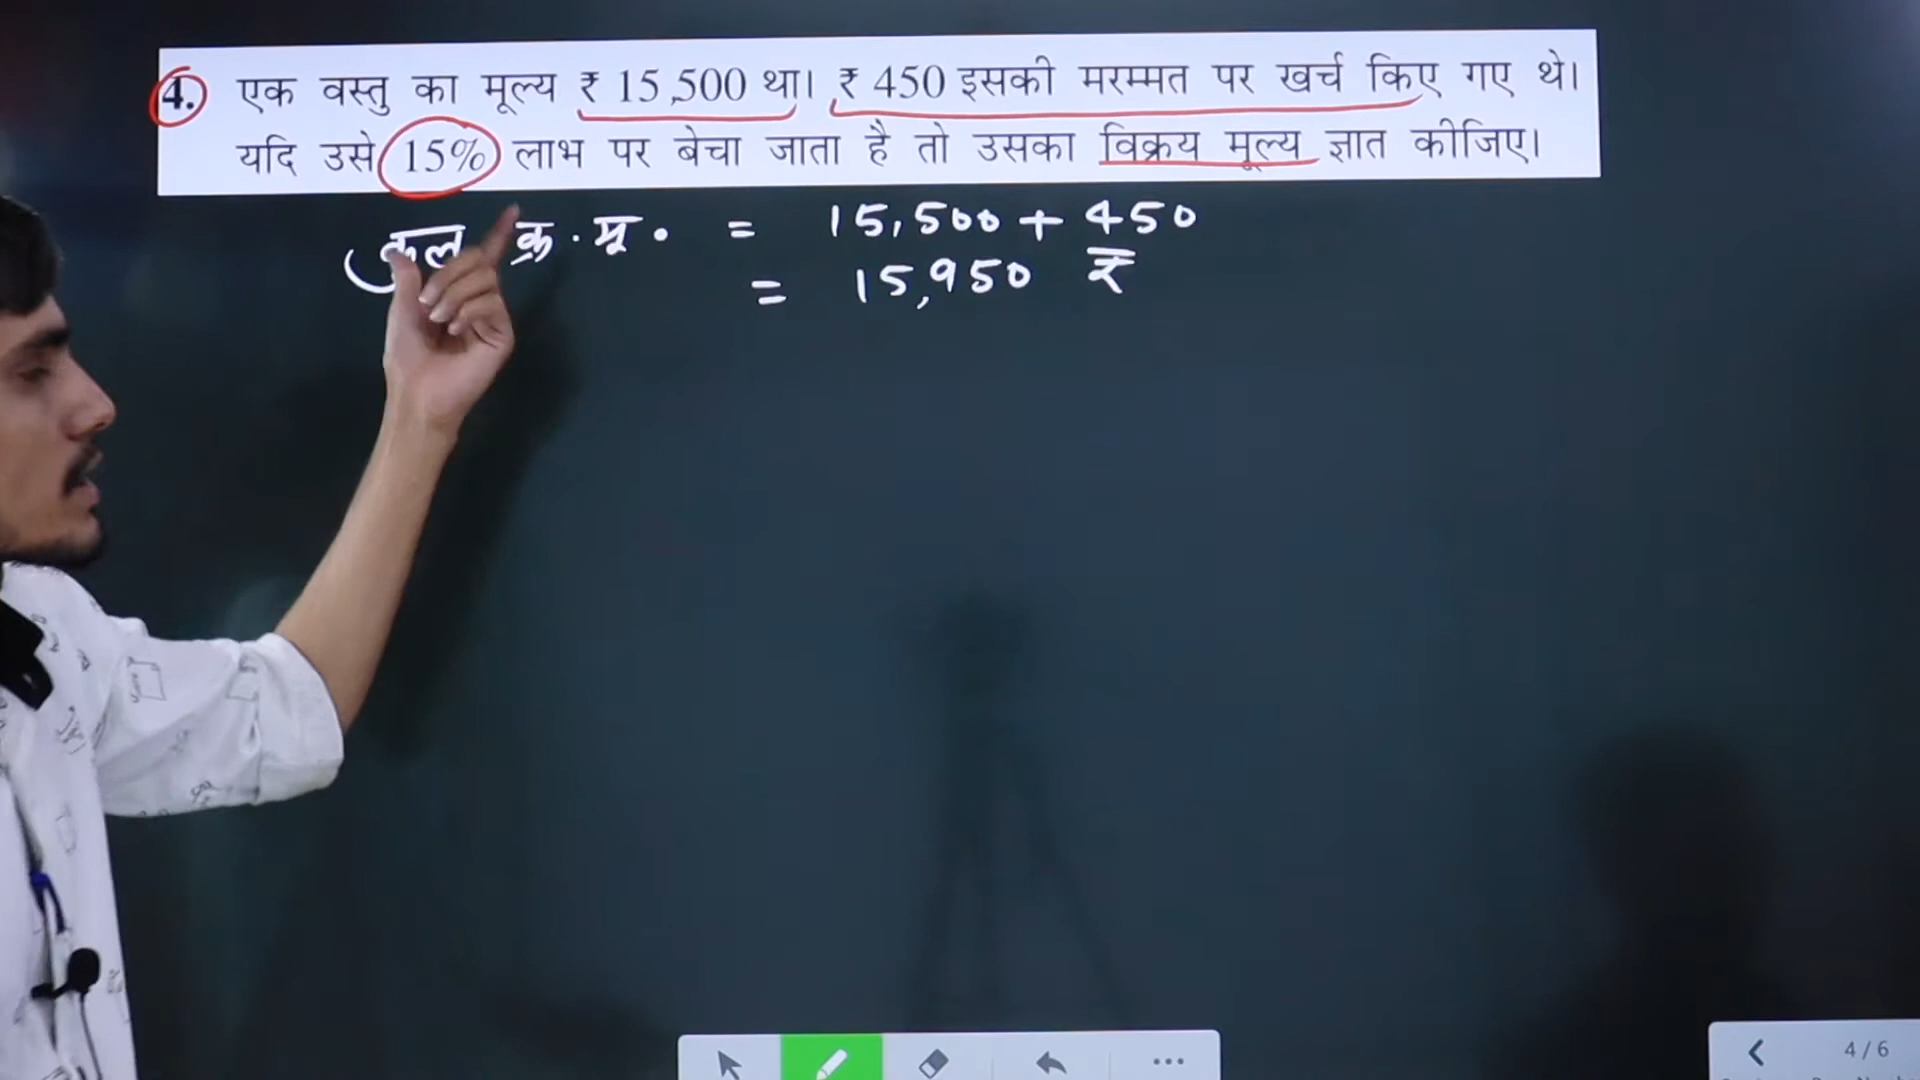 4. एक वस्तु का मूल्य ₹ 15,500 था। ₹ 450 इसकी मरम्मत पर खर्च किए गए थे।
यदि उसे 15% लाभ पर बेचा जाता है तो उसका विक्रय मूल्य ज्ञात कीजिए।
कुल क्र.मू. = 15,500 + 450
= 15,950 ₹
4 / 6